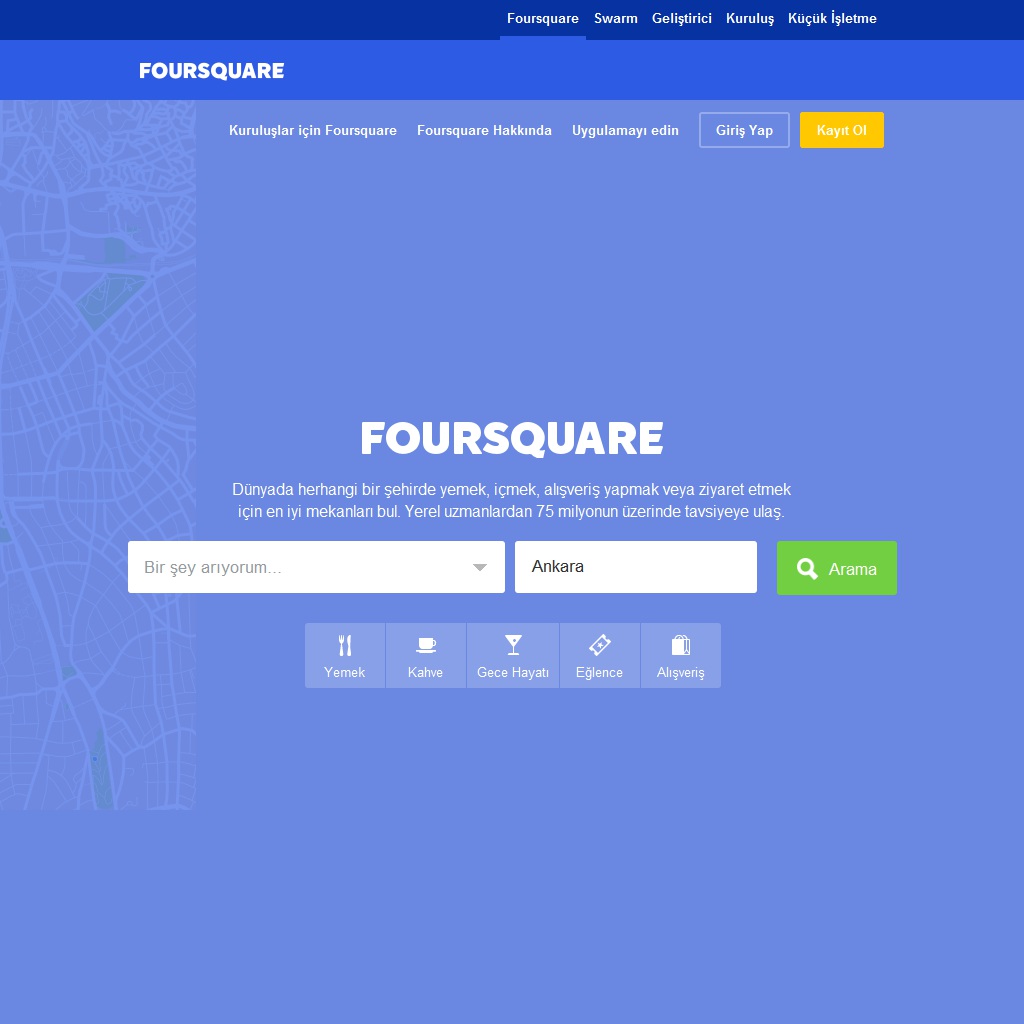 Foursquare Swarm Geliştirici Kuruluş Küçük İşletme
FOURSQUARE
Kuruluşlar için Foursquare Foursquare Hakkında Uygulamayı edin Giriş Yap Kayıt Ol
FOURSQUARE
Dünyada herhangi bir şehirde yemek, içmek, alışveriş yapmak veya ziyaret etmek
için en iyi mekanları bul. Yerel uzmanlardan 75 milyonun üzerinde tavsiyeye ulaş.
Bir şey arıyorum... Ankara Arama
Yemek Kahve Gece Hayatı Eğlence Alışveriş